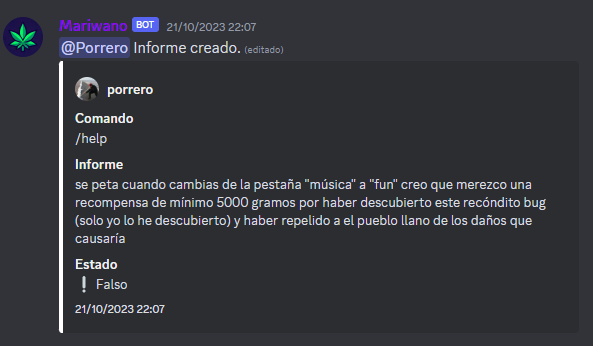 Mariwano BOT 21/10/2023 22:07
@Porrero Informe creado. (editado)
porrero
Comando
/help
Informe
se peta cuando cambias de la pestaña "música" a "fun" creo que merezco una
recompensa de mínimo 5000 gramos por haber descubierto este recóndito bug
(solo yo lo he descubierto) y haber repelido a el pueblo llano de los daños que
causaría
Estado
❕ Falso
21/10/2023 22:07